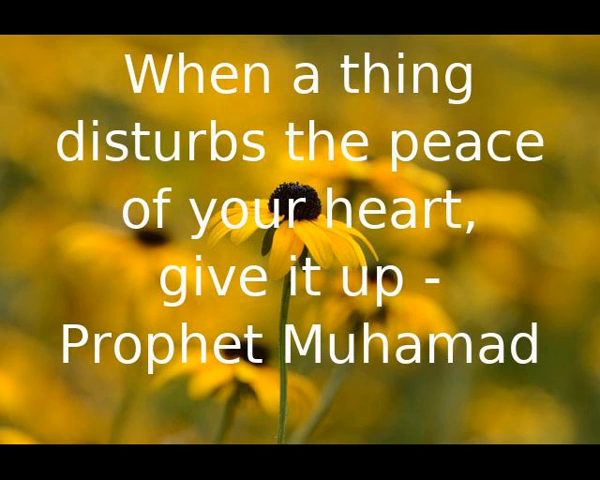 When a thing
disturbs the peace
of your heart,
give it up -
Prophet Muhamad